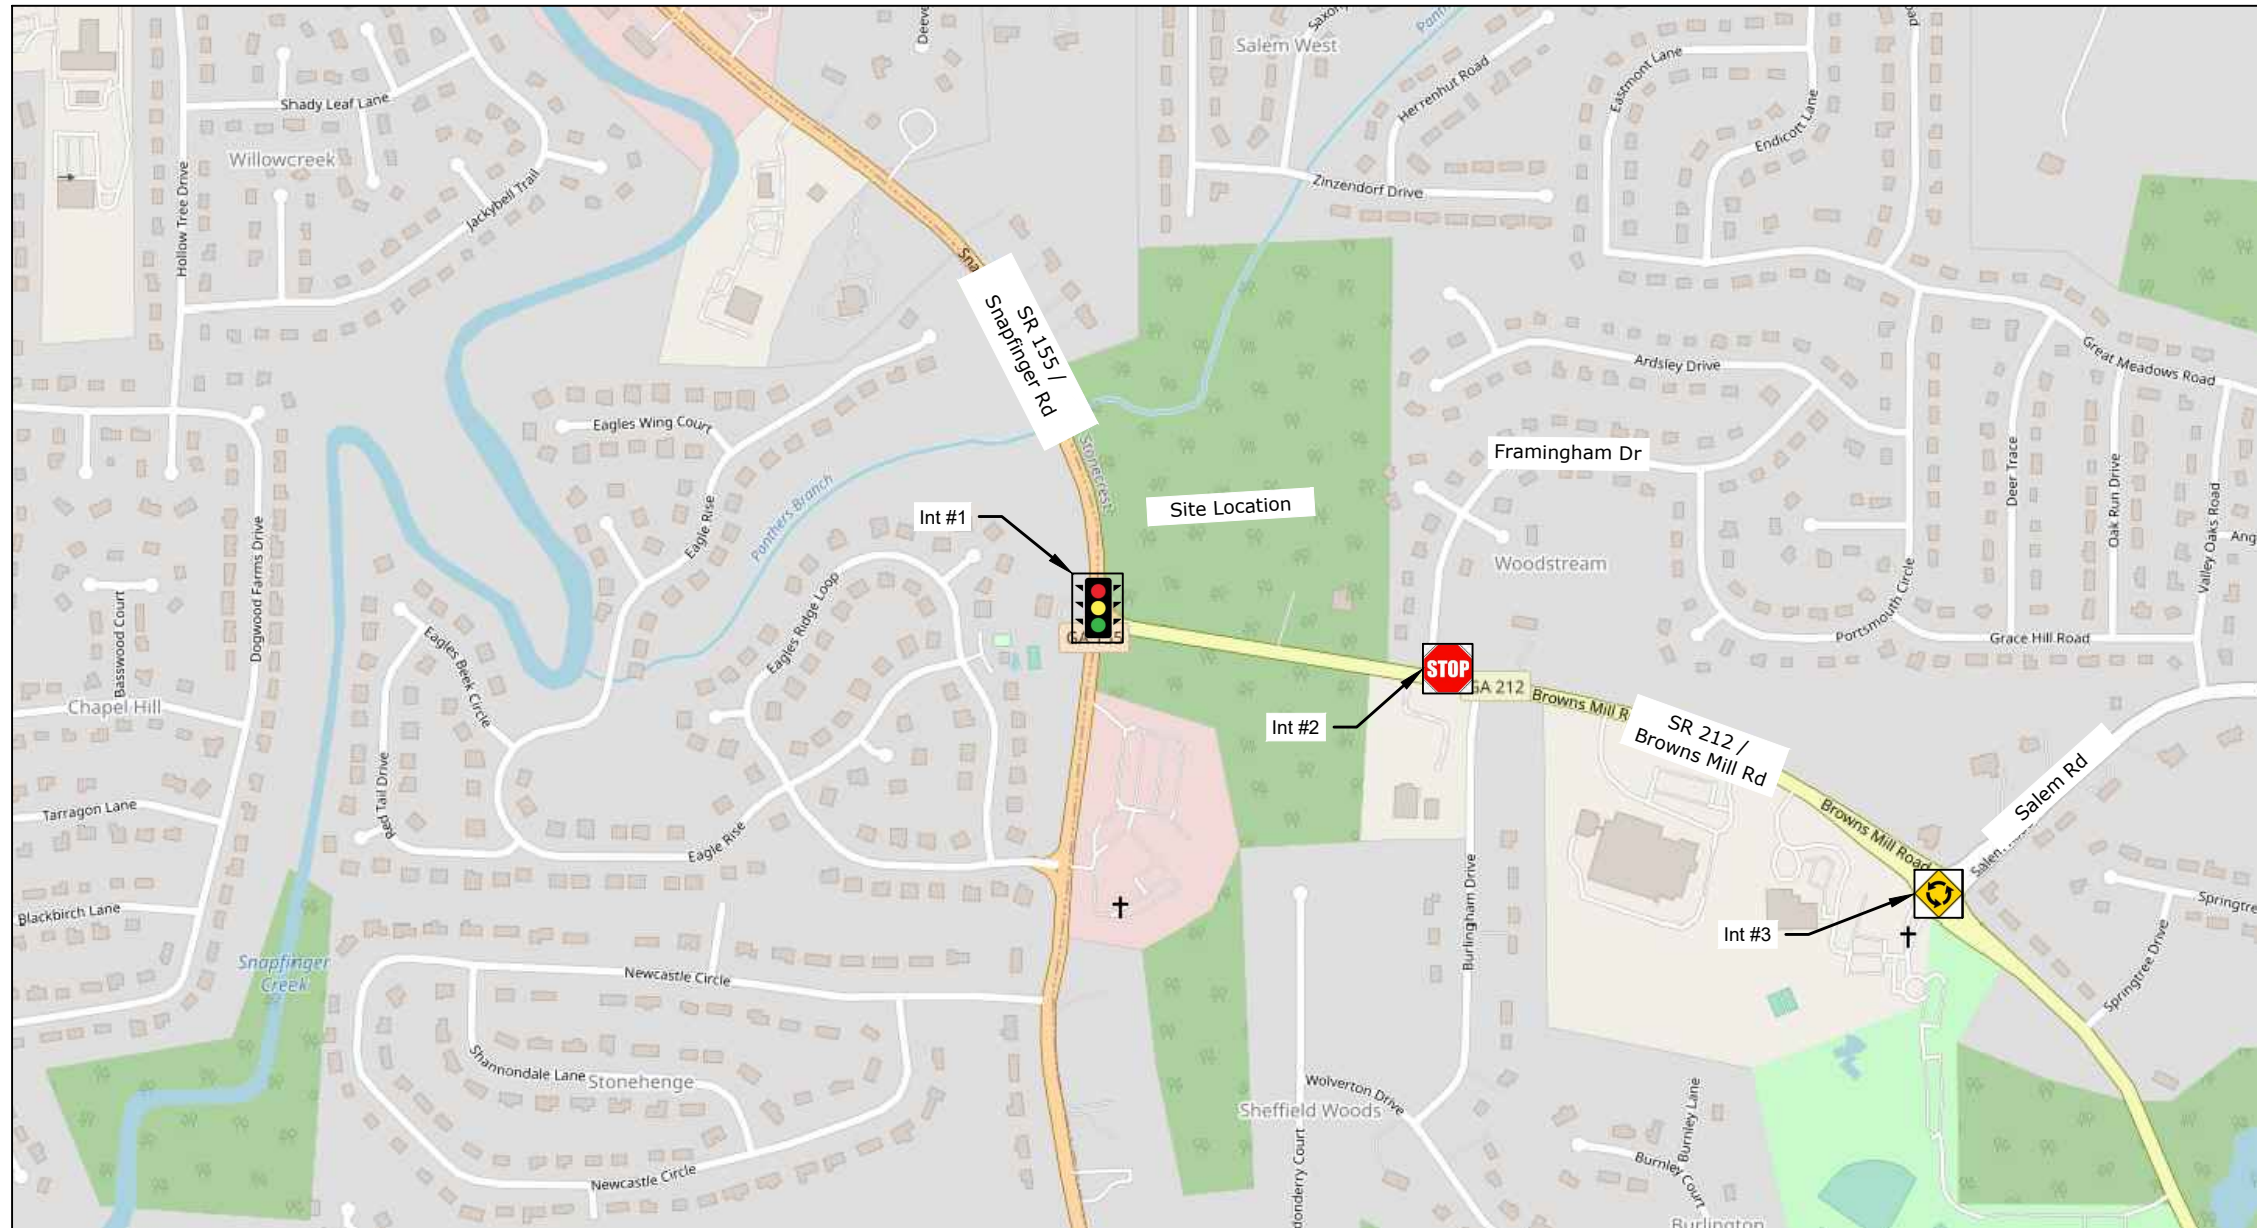 Salem West
Herrenhut Road
Eastmont Lane
Endicott Lane
Shady Leaf Lane
Willowcreek
Hollow Tree Drive
Jackybell Trail
Zinzendorf Drive
SR 155 /
Snapfinger Rd
Ardsley Drive
Great Meadows Road
Eagles Wing Court
Stonecrest
Framingham Dr
Deer Trace
Oak Run Drive
Valley Oaks Road
Panthers Branch
Eagle Rise
Site Location
Int #1
Dogwood Farms Drive
Basswood Court
Eagles Ridge Loop
Woodstream
Portsmouth Circle
Grace Hill Road
Eagles Beek Circle
STOP
GA 212
Browns Mill R
Chapel Hill
Int #2
SR 212 /
Browns Mill Rd
Salem Rd
Red Tail Drive
Tarragon Lane
Eagle Rise
Browns Mill Road
Burlingham Drive
Blackbirch Lane
Int #3
Springtree Drive
Snapfinger
Creek
Newcastle Circle
Shannondale Lane
Stonehenge
Wolverton Drive
Sheffield Woods
Burnley Lane
Burnley Court
Newcastle Circle
Burlington